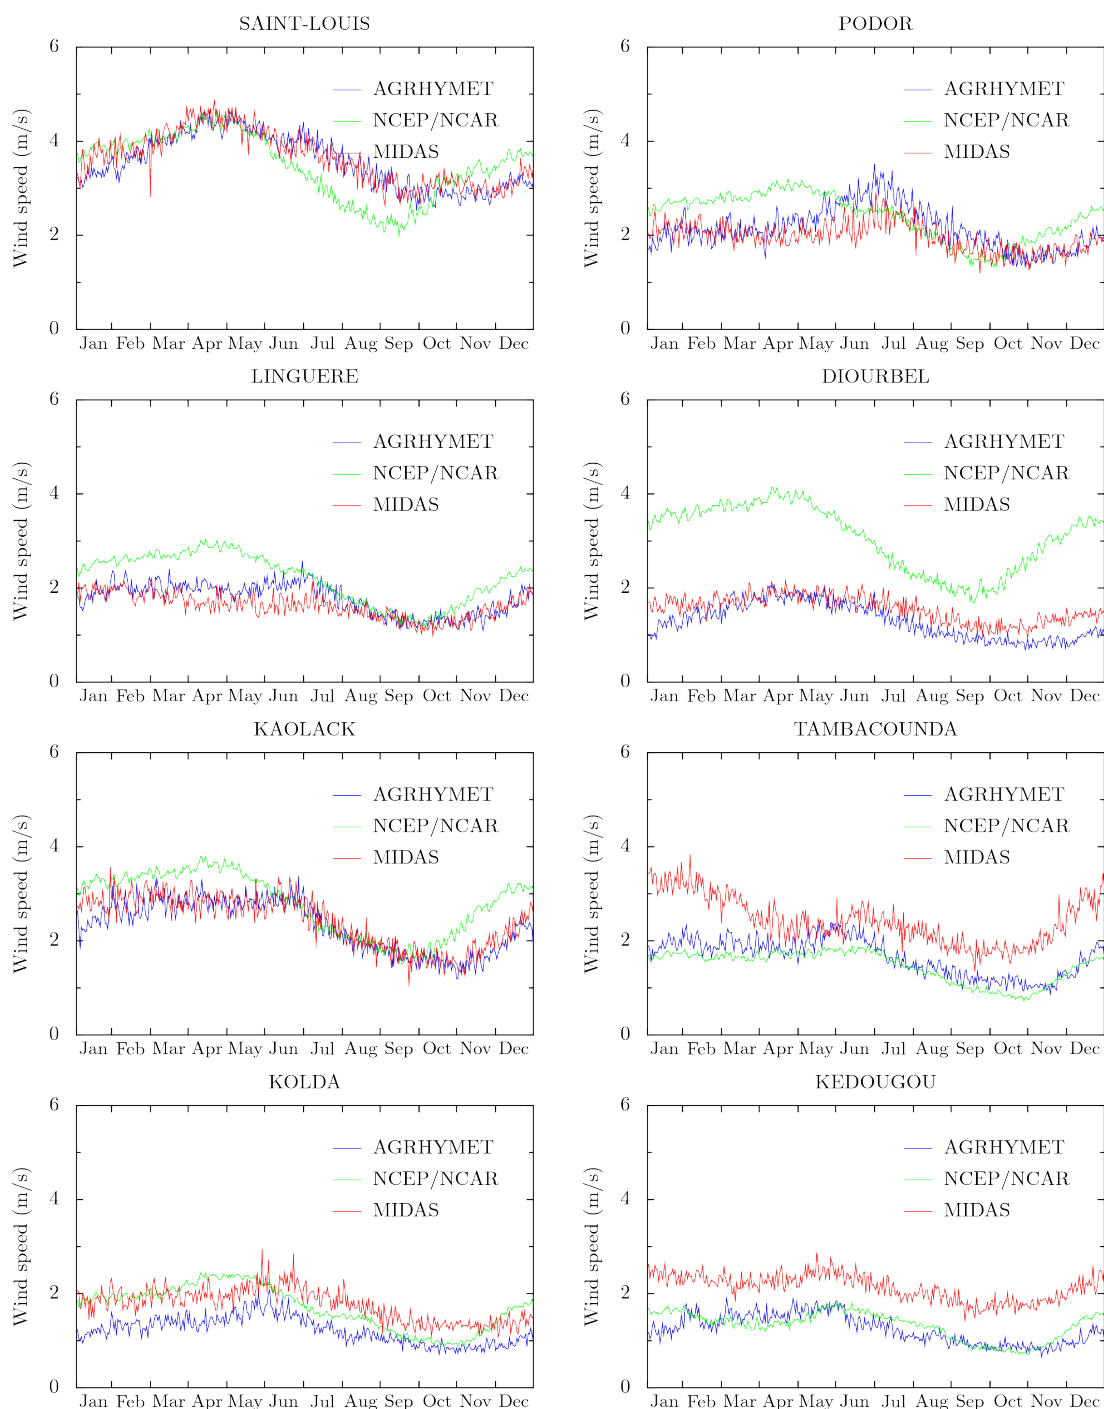 SAINT-LOUIS
6
4
2
0
Wind speed (m/s)
AGRHYMET
NCEP/NCAR
MIDAS
Jan Feb Mar Apr May Jun Jul Aug Sep Oct Nov Dec
PODOR
6
4
2
0
Wind speed (m/s)
AGRHYMET
NCEP/NCAR
MIDAS
Jan Feb Mar Apr May Jun Jul Aug Sep Oct Nov Dec
LINGUERE
6
4
2
0
Wind speed (m/s)
AGRHYMET
NCEP/NCAR
MIDAS
Jan Feb Mar Apr May Jun Jul Aug Sep Oct Nov Dec
DIOURBEL
6
4
2
0
Wind speed (m/s)
AGRHYMET
NCEP/NCAR
MIDAS
Jan Feb Mar Apr May Jun Jul Aug Sep Oct Nov Dec
KAOLACK
6
4
2
0
Wind speed (m/s)
AGRHYMET
NCEP/NCAR
MIDAS
Jan Feb Mar Apr May Jun Jul Aug Sep Oct Nov Dec
TAMBACOUNDA
6
4
2
0
Wind speed (m/s)
AGRHYMET
NCEP/NCAR
MIDAS
Jan Feb Mar Apr May Jun Jul Aug Sep Oct Nov Dec
KOLDA
6
4
2
0
Wind speed (m/s)
AGRHYMET
NCEP/NCAR
MIDAS
Jan Feb Mar Apr May Jun Jul Aug Sep Oct Nov Dec
KEDOUGOU
6
4
2
0
Wind speed (m/s)
AGRHYMET
NCEP/NCAR
MIDAS
Jan Feb Mar Apr May Jun Jul Aug Sep Oct Nov Dec